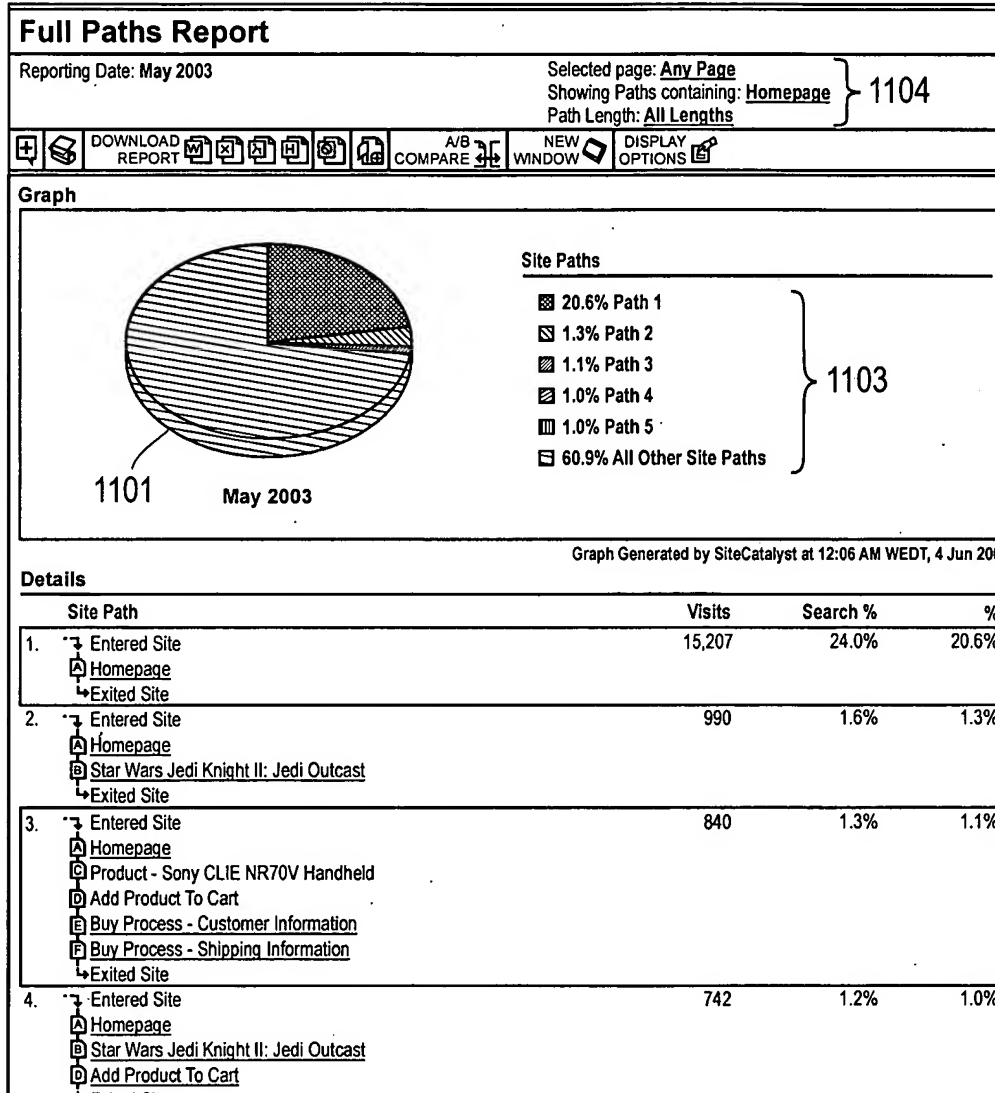 Full Paths Report
Reporting Date: May 2003
Selected page: Any Page
Showing Paths containing: Homepage
Path Length: All Lengths
1104
DOWNLOAD REPORT
A/B COMPARE
NEW WINDOW
DISPLAY OPTIONS
Graph
Site Paths
20.6% Path 1
1.3% Path 2
1.1% Path 3
1.0% Path 4
1.0% Path 5
60.9% All Other Site Paths
1103
1101
May 2003
Graph Generated by SiteCatalyst at 12:06 AM WEDT, 4 Jun 200
Details
Site Path Visits Search % %
1. Entered Site 15,207 24.0% 20.6%
A Homepage
Exited Site
2. Entered Site 990 1.6% 1.3%
A Homepage
B Star Wars Jedi Knight II: Jedi Outcast
Exited Site
3. Entered Site 840 1.3% 1.1%
A Homepage
C Product - Sony CLIE NR70V Handheld
D Add Product To Cart
E Buy Process - Customer Information
F Buy Process - Shipping Information
Exited Site
4. Entered Site 742 1.2% 1.0%
A Homepage
B Star Wars Jedi Knight II: Jedi Outcast
D Add Product To Cart